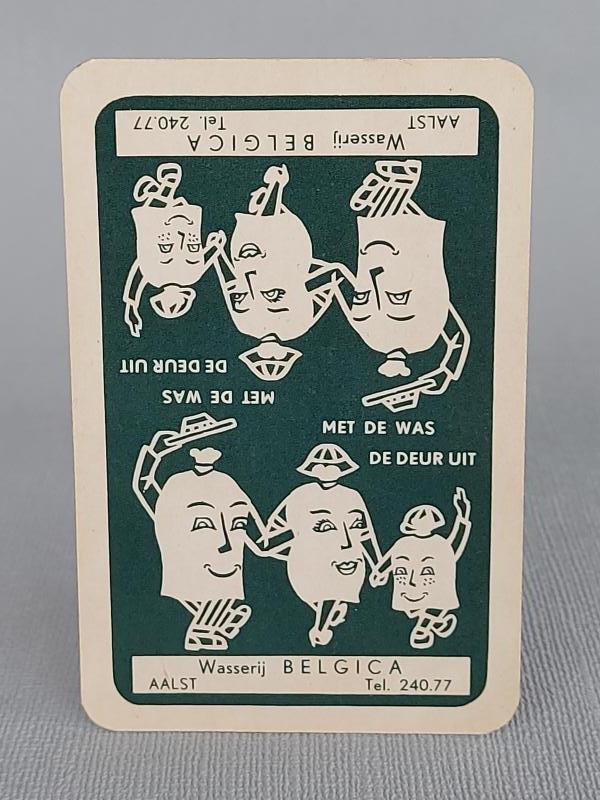 Wasserij BELGICA
AALST Tel. 240.77
DE DEUR UIT
MET DE WAS
MET DE WAS
DE DEUR UIT
Wasserij BELGICA
AALST Tel. 240.77